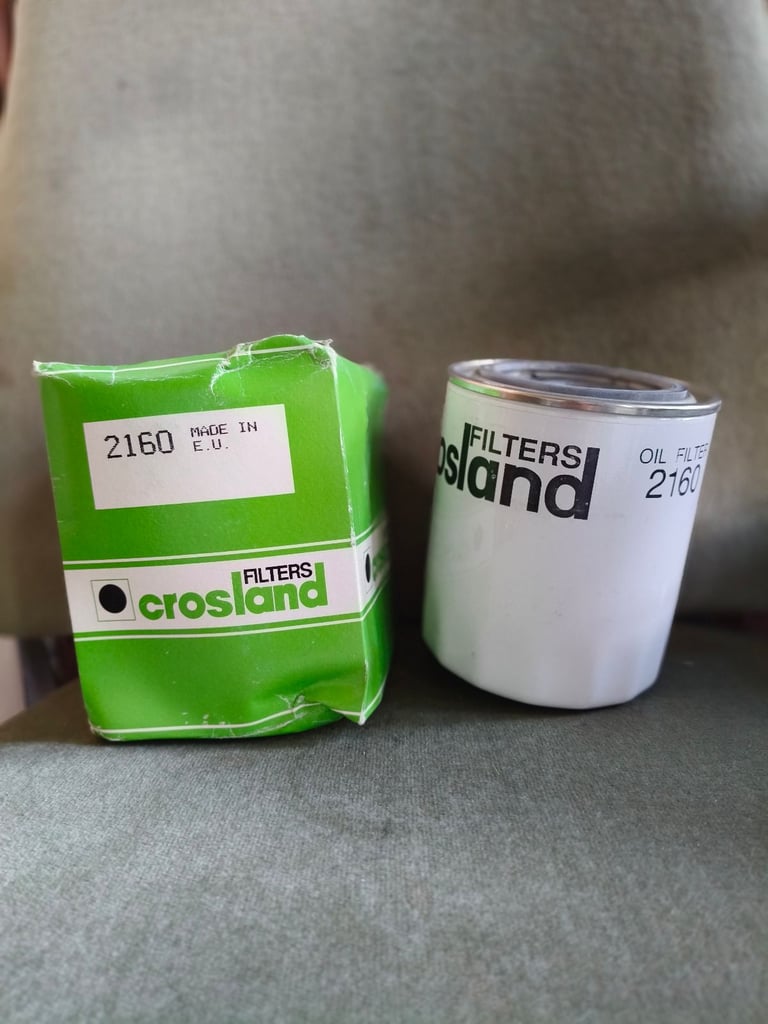 2160 MADE IN
E.U.
FILTERS
crosland
FILTERS
osland
OIL FILTER
2160